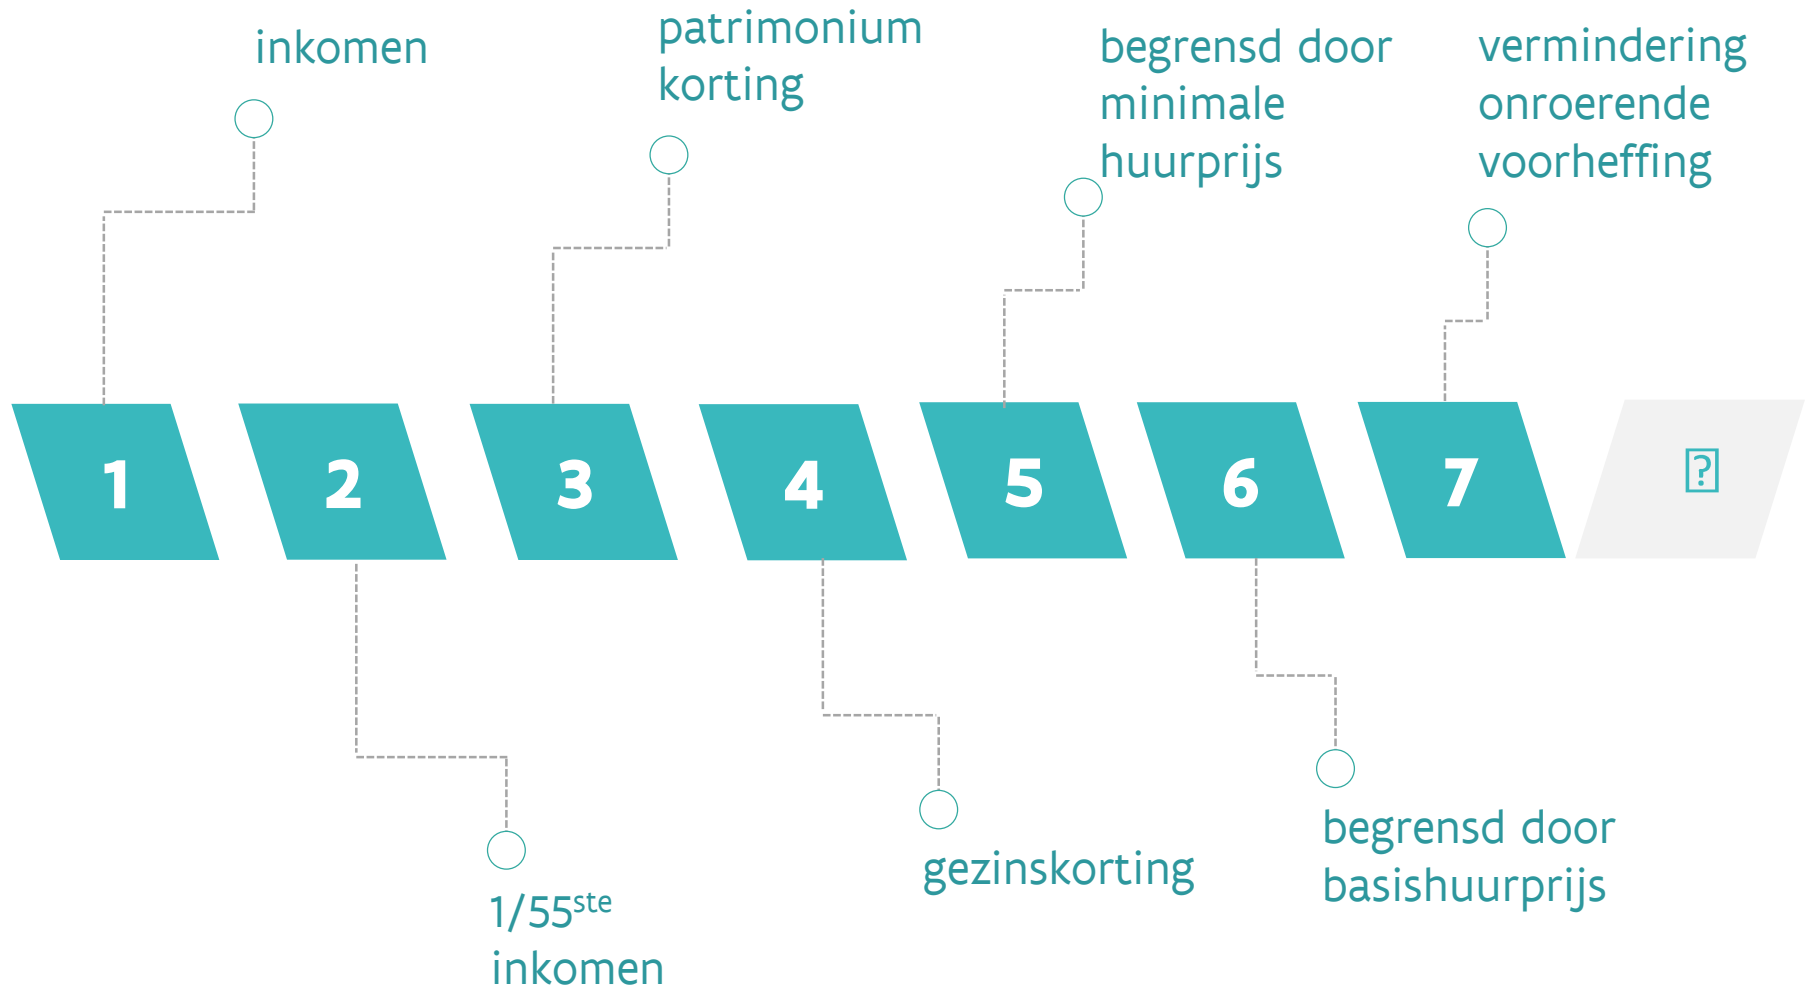 inkomen
patrimonium
korting
begrensd door
minimale
huurprijs
vermindering
onroerende
voorheffing
1
2
3
4
5
6
7
?
1/55ste
inkomen
gezinskorting
begrensd door
basishuurprijs